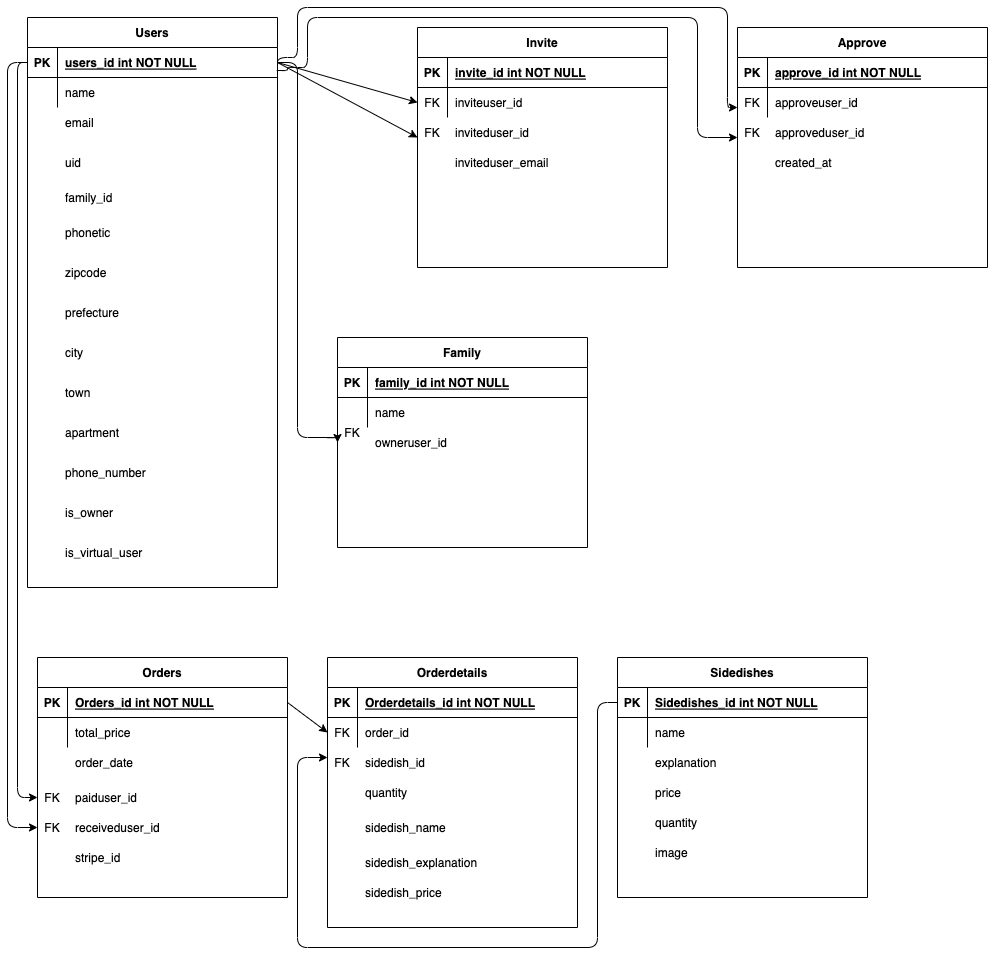 Users
PK users_id int NOT NULL
name
email
uid
family_id
phonetic
zipcode
prefecture
city
town
apartment
phone_number
is_owner
is_virtual_user
Invite
PK invite_id int NOT NULL
FK inviteuser_id
FK inviteduser_id
inviteduser_email
Approve
PK approve_id int NOT NULL
FK approveuser_id
FK approveduser_id
created_at
Family
PK family_id int NOT NULL
name
FK owneruser_id
Orders
PK Orders_id int NOT NULL
total_price
order_date
FK paiduser_id
FK receiveduser_id
stripe_id
Orderdetails
PK Orderdetails_id int NOT NULL
FK order_id
FK sidedish_id
quantity
sidedish_name
sidedish_explanation
sidedish_price
Sidedishes
PK Sidedishes_id int NOT NULL
name
explanation
price
quantity
image